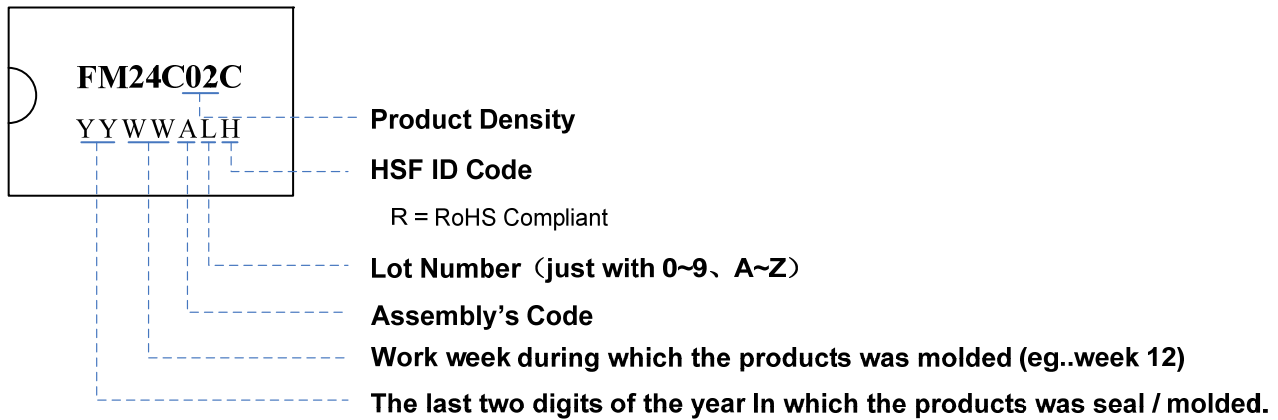 FM24C02C
YYWWALH
Product Density
HSF ID Code
R = RoHS Compliant
Lot Number（just with 0~9、A~Z）
Assembly's Code
Work week during which the products was molded (eg..week 12)
The last two digits of the year In which the products was seal / molded.